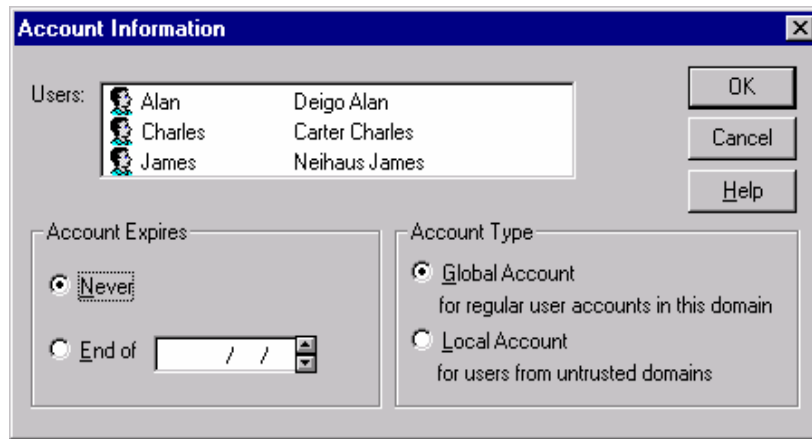 Account Information
Users: Alan Deigo Alan
Charles Carter Charles
James Neihaus James
OK
Cancel
Help
Account Expires
Never
End of / /
Account Type
Global Account
for regular user accounts in this domain
Local Account
for users from untrusted domains